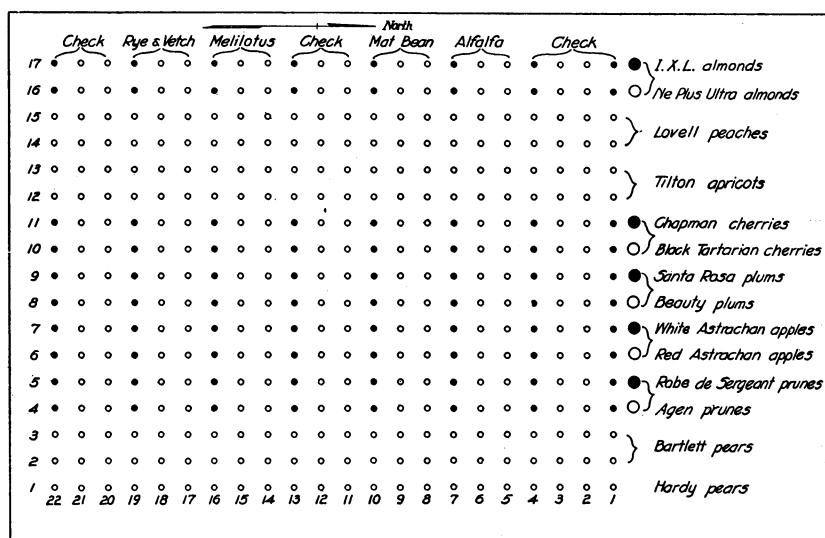 North
Check Rye & Vetch Melilotus Check Mat Bean Alfalfa Check
17 I.X.L. almonds
16 Ne Plus Ultra almonds
15
Lovell peaches
14
13
Tilton apricots
12
11 Chapman cherries
10 Black Tartarian cherries
9 Santa Rosa plums
8 Beauty plums
7 White Astrachan apples
6 Red Astrachan apples
5 Robe de Sergeant prunes
4 Agen prunes
3
Bartlett pears
2
1 Hardy pears
22 21 20 19 18 17 16 15 14 13 12 11 10 9 8 7 6 5 4 3 2 1